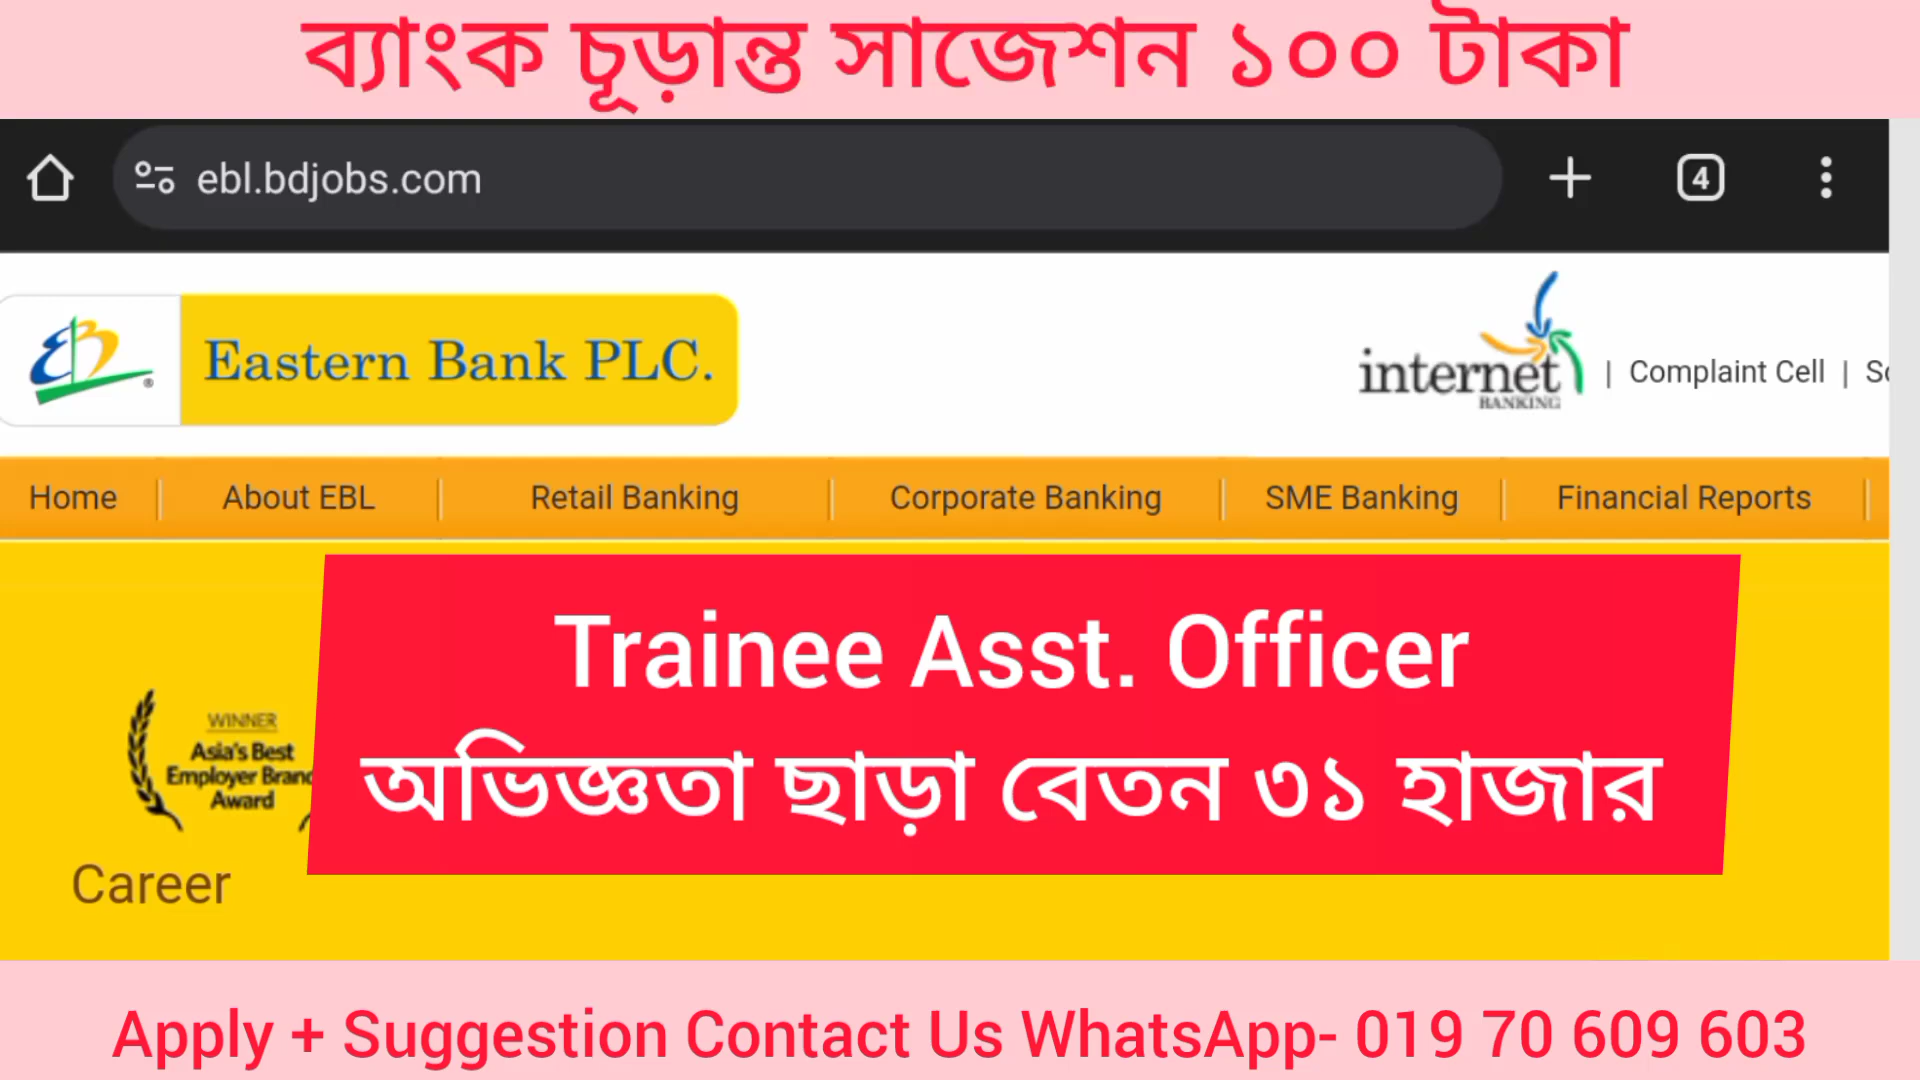 ব্যাংক চূড়ান্ত সাজেশন ১০০ টাকা
ebl.bdjobs.com
4
Eastern Bank PLC.
internet BANKING | Complaint Cell |
Home | About EBL | Retail Banking | Corporate Banking | SME Banking | Financial Reports |
Trainee Asst. Officer
অভিজ্ঞতা ছাড়া বেতন ৩১ হাজার
WINNER
Asia's Best
Employer Brand
Award
Career
Apply + Suggestion Contact Us WhatsApp- 019 70 609 603